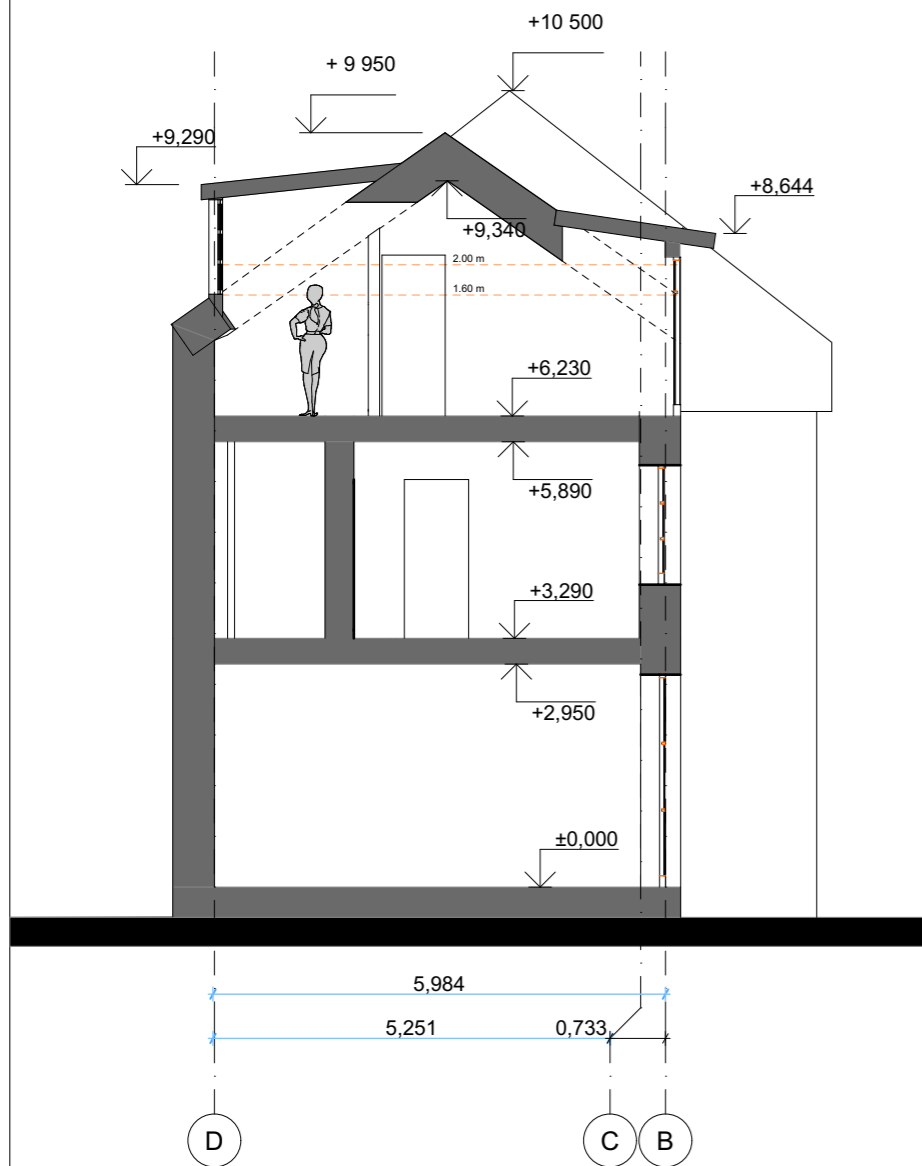 +10 500
+ 9 950
+9,290
+8,644
+9,340
2.00 m
1.60 m
+6,230
+5,890
+3,290
+2,950
±0,000
5,984
5,251
0,733
D
C
B